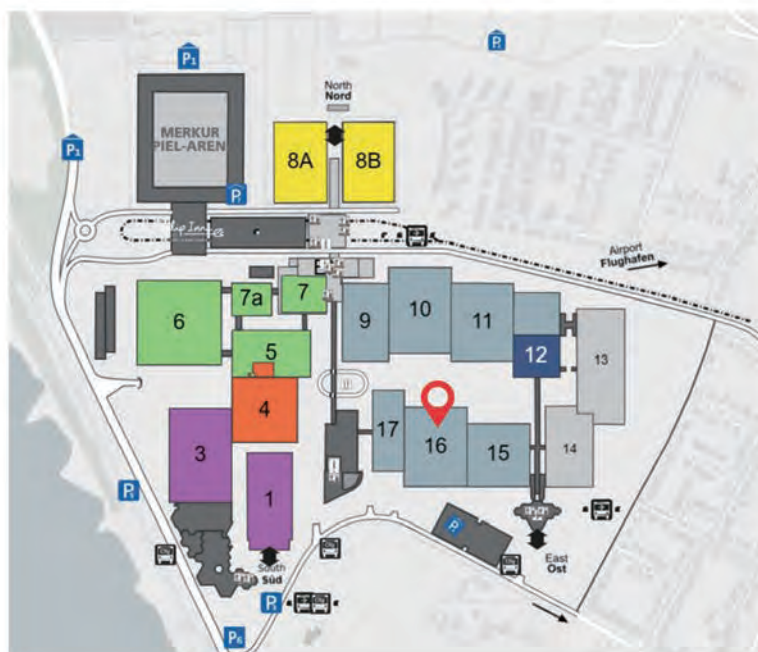 P1
P
North
Nord
MERKUR
PIEL-AREN
8A
8B
P1
P
Airport
Flughafen
6
7a
7
9
10
11
5
12
13
4
17
16
15
14
3
1
P
P
South
Süd
East
Ost
P
P6